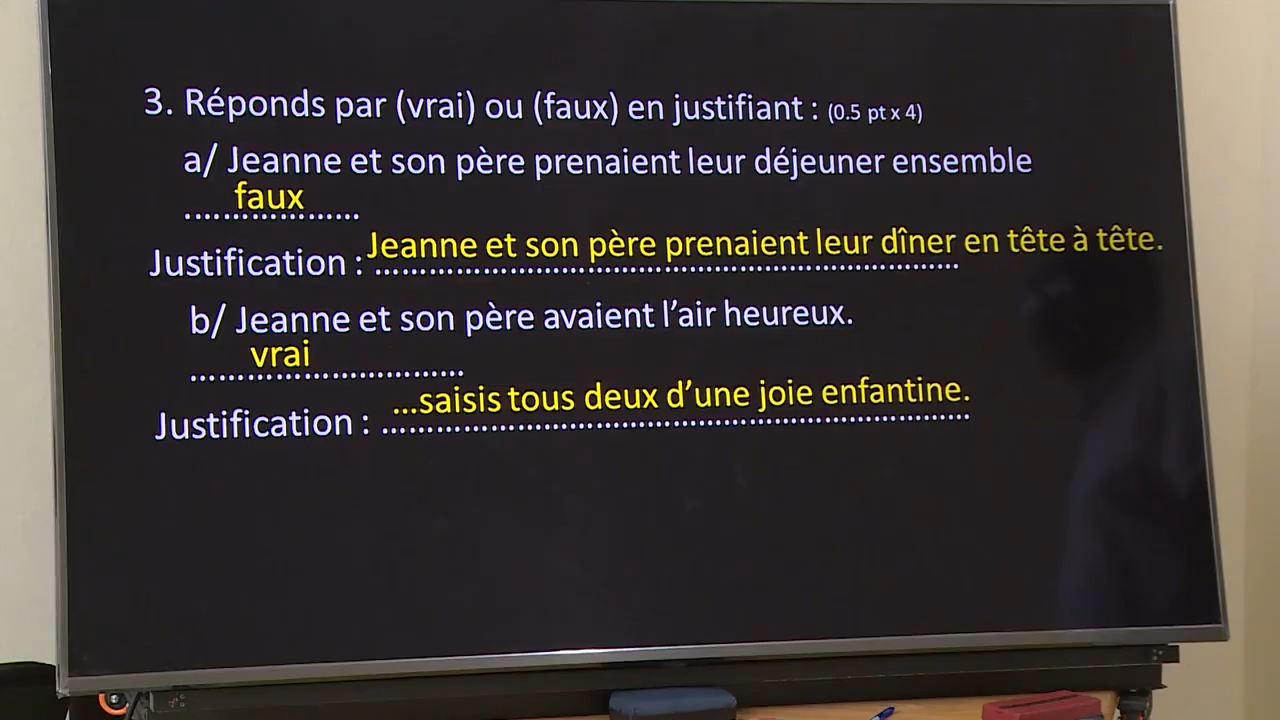 3. Réponds par (vrai) ou (faux) en justifiant : (0.5 pt x 4)
a/ Jeanne et son père prenaient leur déjeuner ensemble
faux
Justification : Jeanne et son père prenaient leur dîner en tête à tête.
b/ Jeanne et son père avaient l’air heureux.
vrai
Justification : ...saisis tous deux d’une joie enfantine.